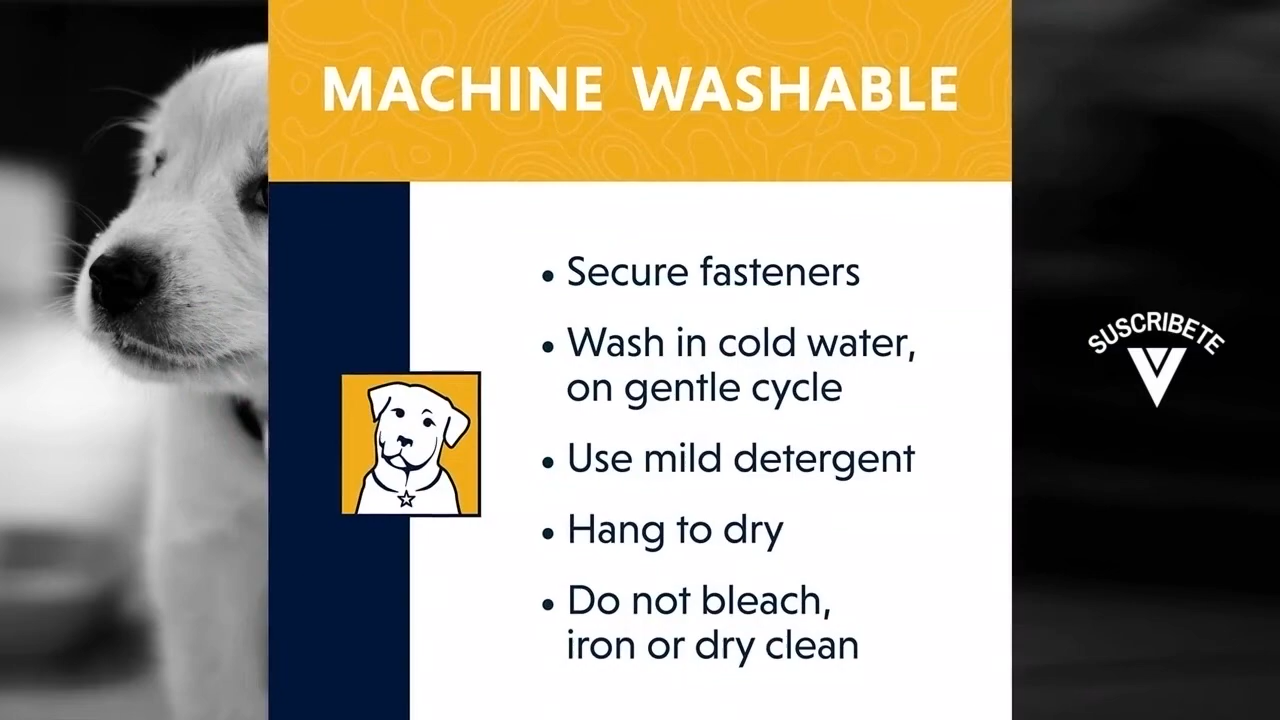 MACHINE WASHABLE
• Secure fasteners
• Wash in cold water,
on gentle cycle
• Use mild detergent
• Hang to dry
• Do not bleach,
iron or dry clean
SUSCRIBETE